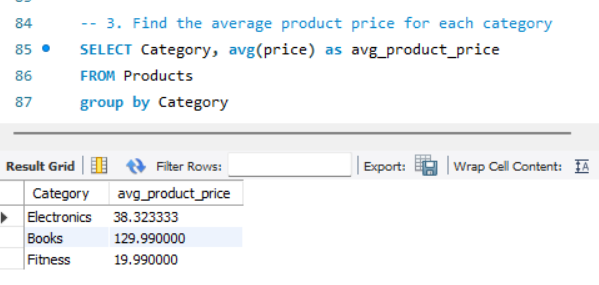 84 -- 3. Find the average product price for each category
85 SELECT Category, avg(price) as avg_product_price
86 FROM Products
87 group by Category
Result Grid Filter Rows: Export: Wrap Cell Content: IA
Category avg_product_price
Electronics 38.323333
Books 129.990000
Fitness 19.990000